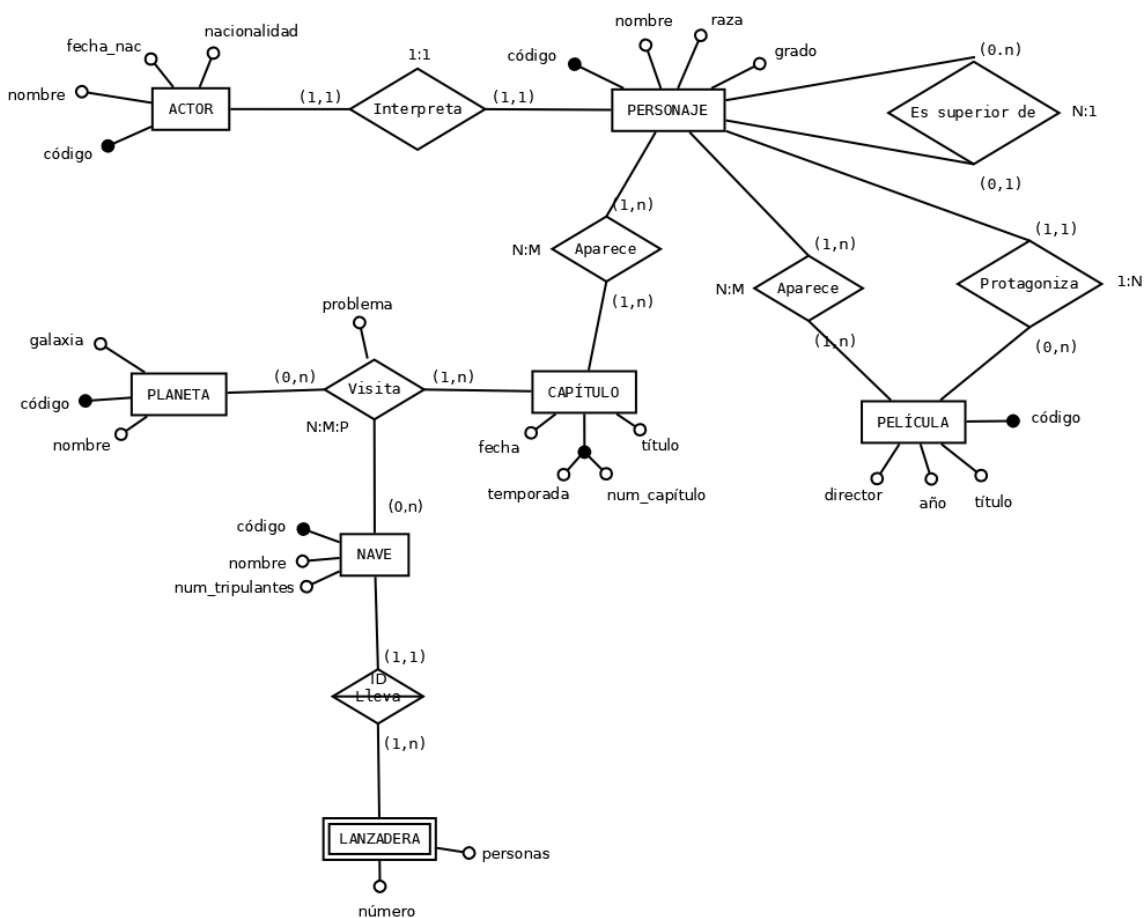 nombre
raza
nacionalidad
fecha_nac
grado
código
1:1
(0.n)
nombre
(1,1)
(1,1)
ACTOR
Interpreta
PERSONAJE
Es superior de
N:1
código
(0,1)
(1,n)
(1,n)
(1,1)
N:M
Aparece
N:M
Aparece
Protagoniza
1:N
problema
(1,n)
galaxia
(1,n)
(0,n)
(0,n)
(1,n)
código
PLANETA
Visita
CAPÍTULO
PELÍCULA
código
nombre
N:M:P
fecha
título
temporada
num_capítulo
director
año
título
(0,n)
código
nombre
NAVE
num_tripulantes
(1,1)
ID
Lleva
(1,n)
LANZADERA
personas
número